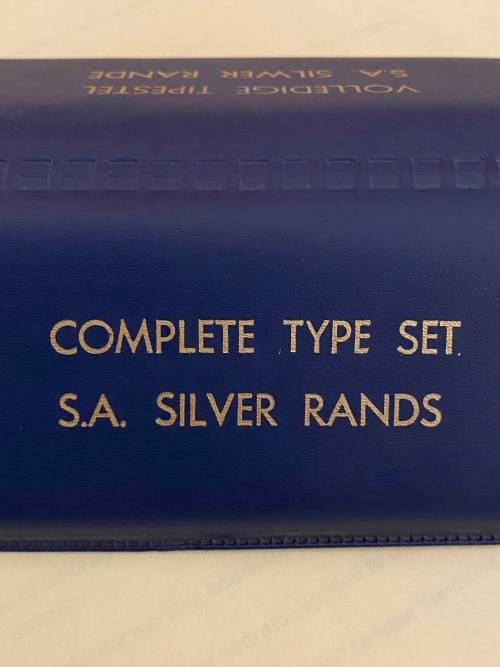 VOLLEDIGE TIPESTEL
S.A. SILWER RANDE
COMPLETE TYPE SET
S.A. SILVER RANDS